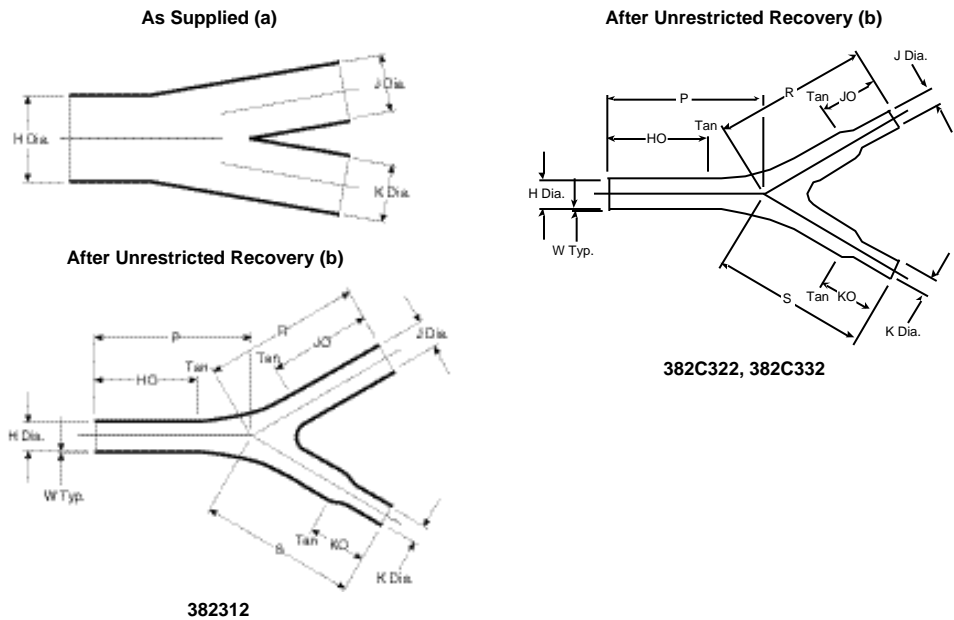 As Supplied (a)
H Dia.
J Dia.
K Dia.
After Unrestricted Recovery (b)
P
R
JO
J Dia.
Tan
Tan
HO
H Dia.
W Typ.
Tan
KO
S
K Dia.
382312
After Unrestricted Recovery (b)
J Dia.
R
P
Tan
JO
Tan
HO
H Dia.
W Typ.
S
Tan
KO
K Dia.
382C322, 382C332